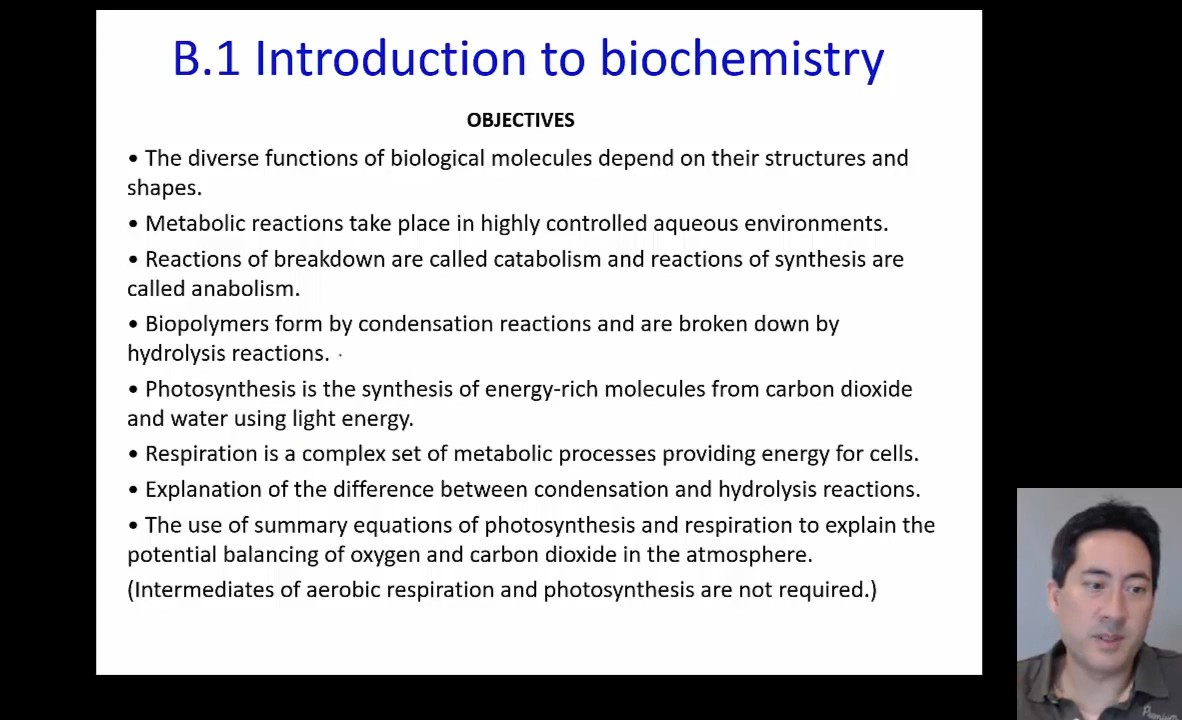 B.1 Introduction to biochemistry
OBJECTIVES
• The diverse functions of biological molecules depend on their structures and
shapes.
• Metabolic reactions take place in highly controlled aqueous environments.
• Reactions of breakdown are called catabolism and reactions of synthesis are
called anabolism.
• Biopolymers form by condensation reactions and are broken down by
hydrolysis reactions.
• Photosynthesis is the synthesis of energy-rich molecules from carbon dioxide
and water using light energy.
• Respiration is a complex set of metabolic processes providing energy for cells.
• Explanation of the difference between condensation and hydrolysis reactions.
• The use of summary equations of photosynthesis and respiration to explain the
potential balancing of oxygen and carbon dioxide in the atmosphere.
(Intermediates of aerobic respiration and photosynthesis are not required.)
Premium